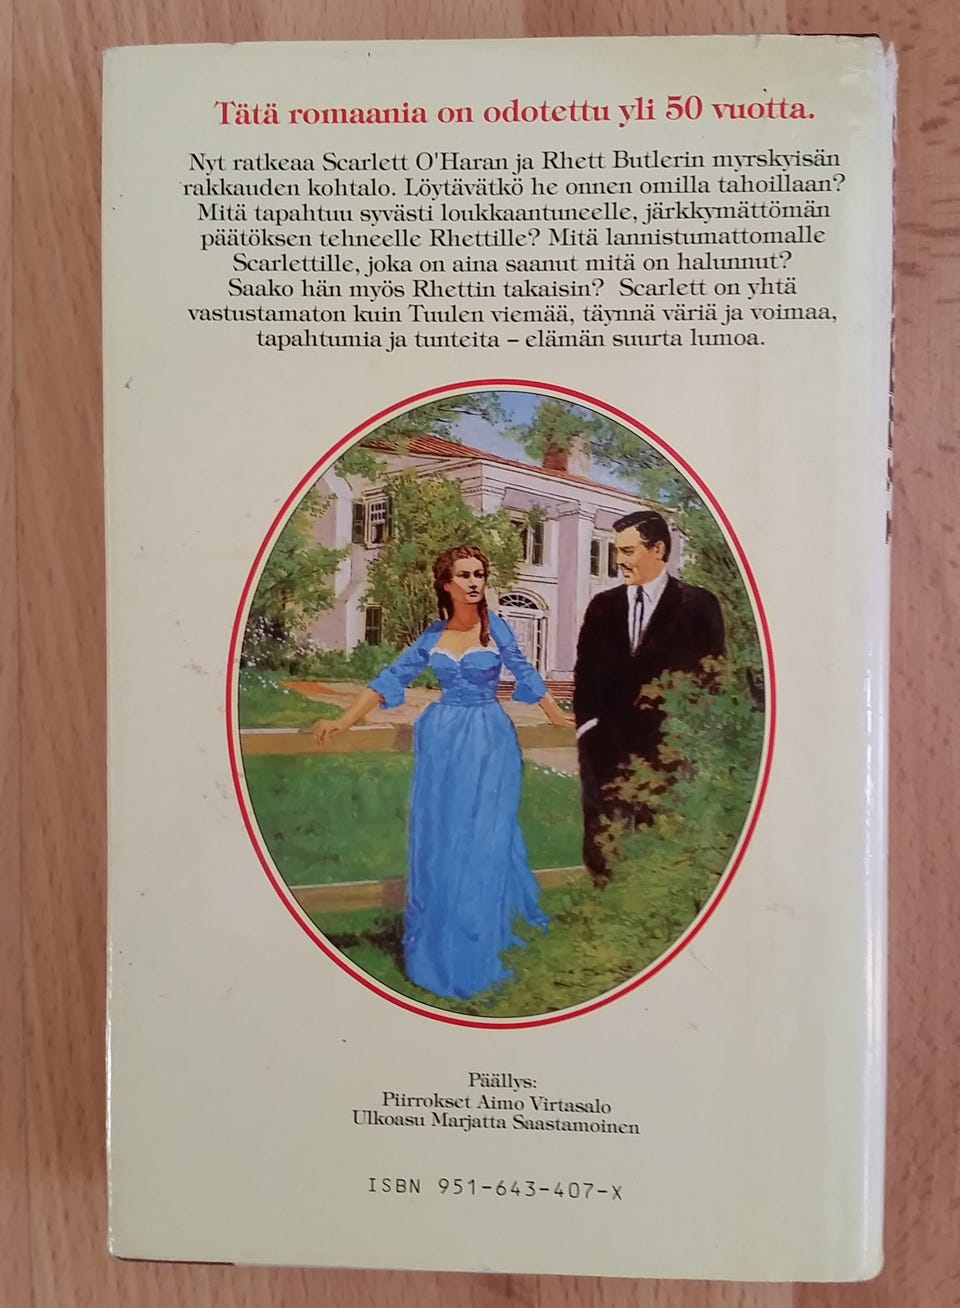 Tätä romaania on odotettu yli 50 vuotta.
Nyt ratkeaa Scarlett O'Haran ja Rhett Butlerin myrskyisän
rakkauden kohtalo. Löytävätkö he onnen omilla tahoillaan?
Mitä tapahtuu syvästi loukkaantuneelle, järkkymättömän
päätöksen tehneelle Rhettille? Mitä lannistumattomalle
Scarlettille, joka on aina saanut mitä on halunnut?
Saako hän myös Rhettin takaisin? Scarlett on yhtä
vastustamaton kuin Tuulen viemää, täynnä väriä ja voimaa,
tapahtumia ja tunteita – elämän suurta lumoa.
Päällys:
Piirrokset Aimo Virtasalo
Ulkoasu Marjatta Saastamoinen
ISBN 951-643-407-X